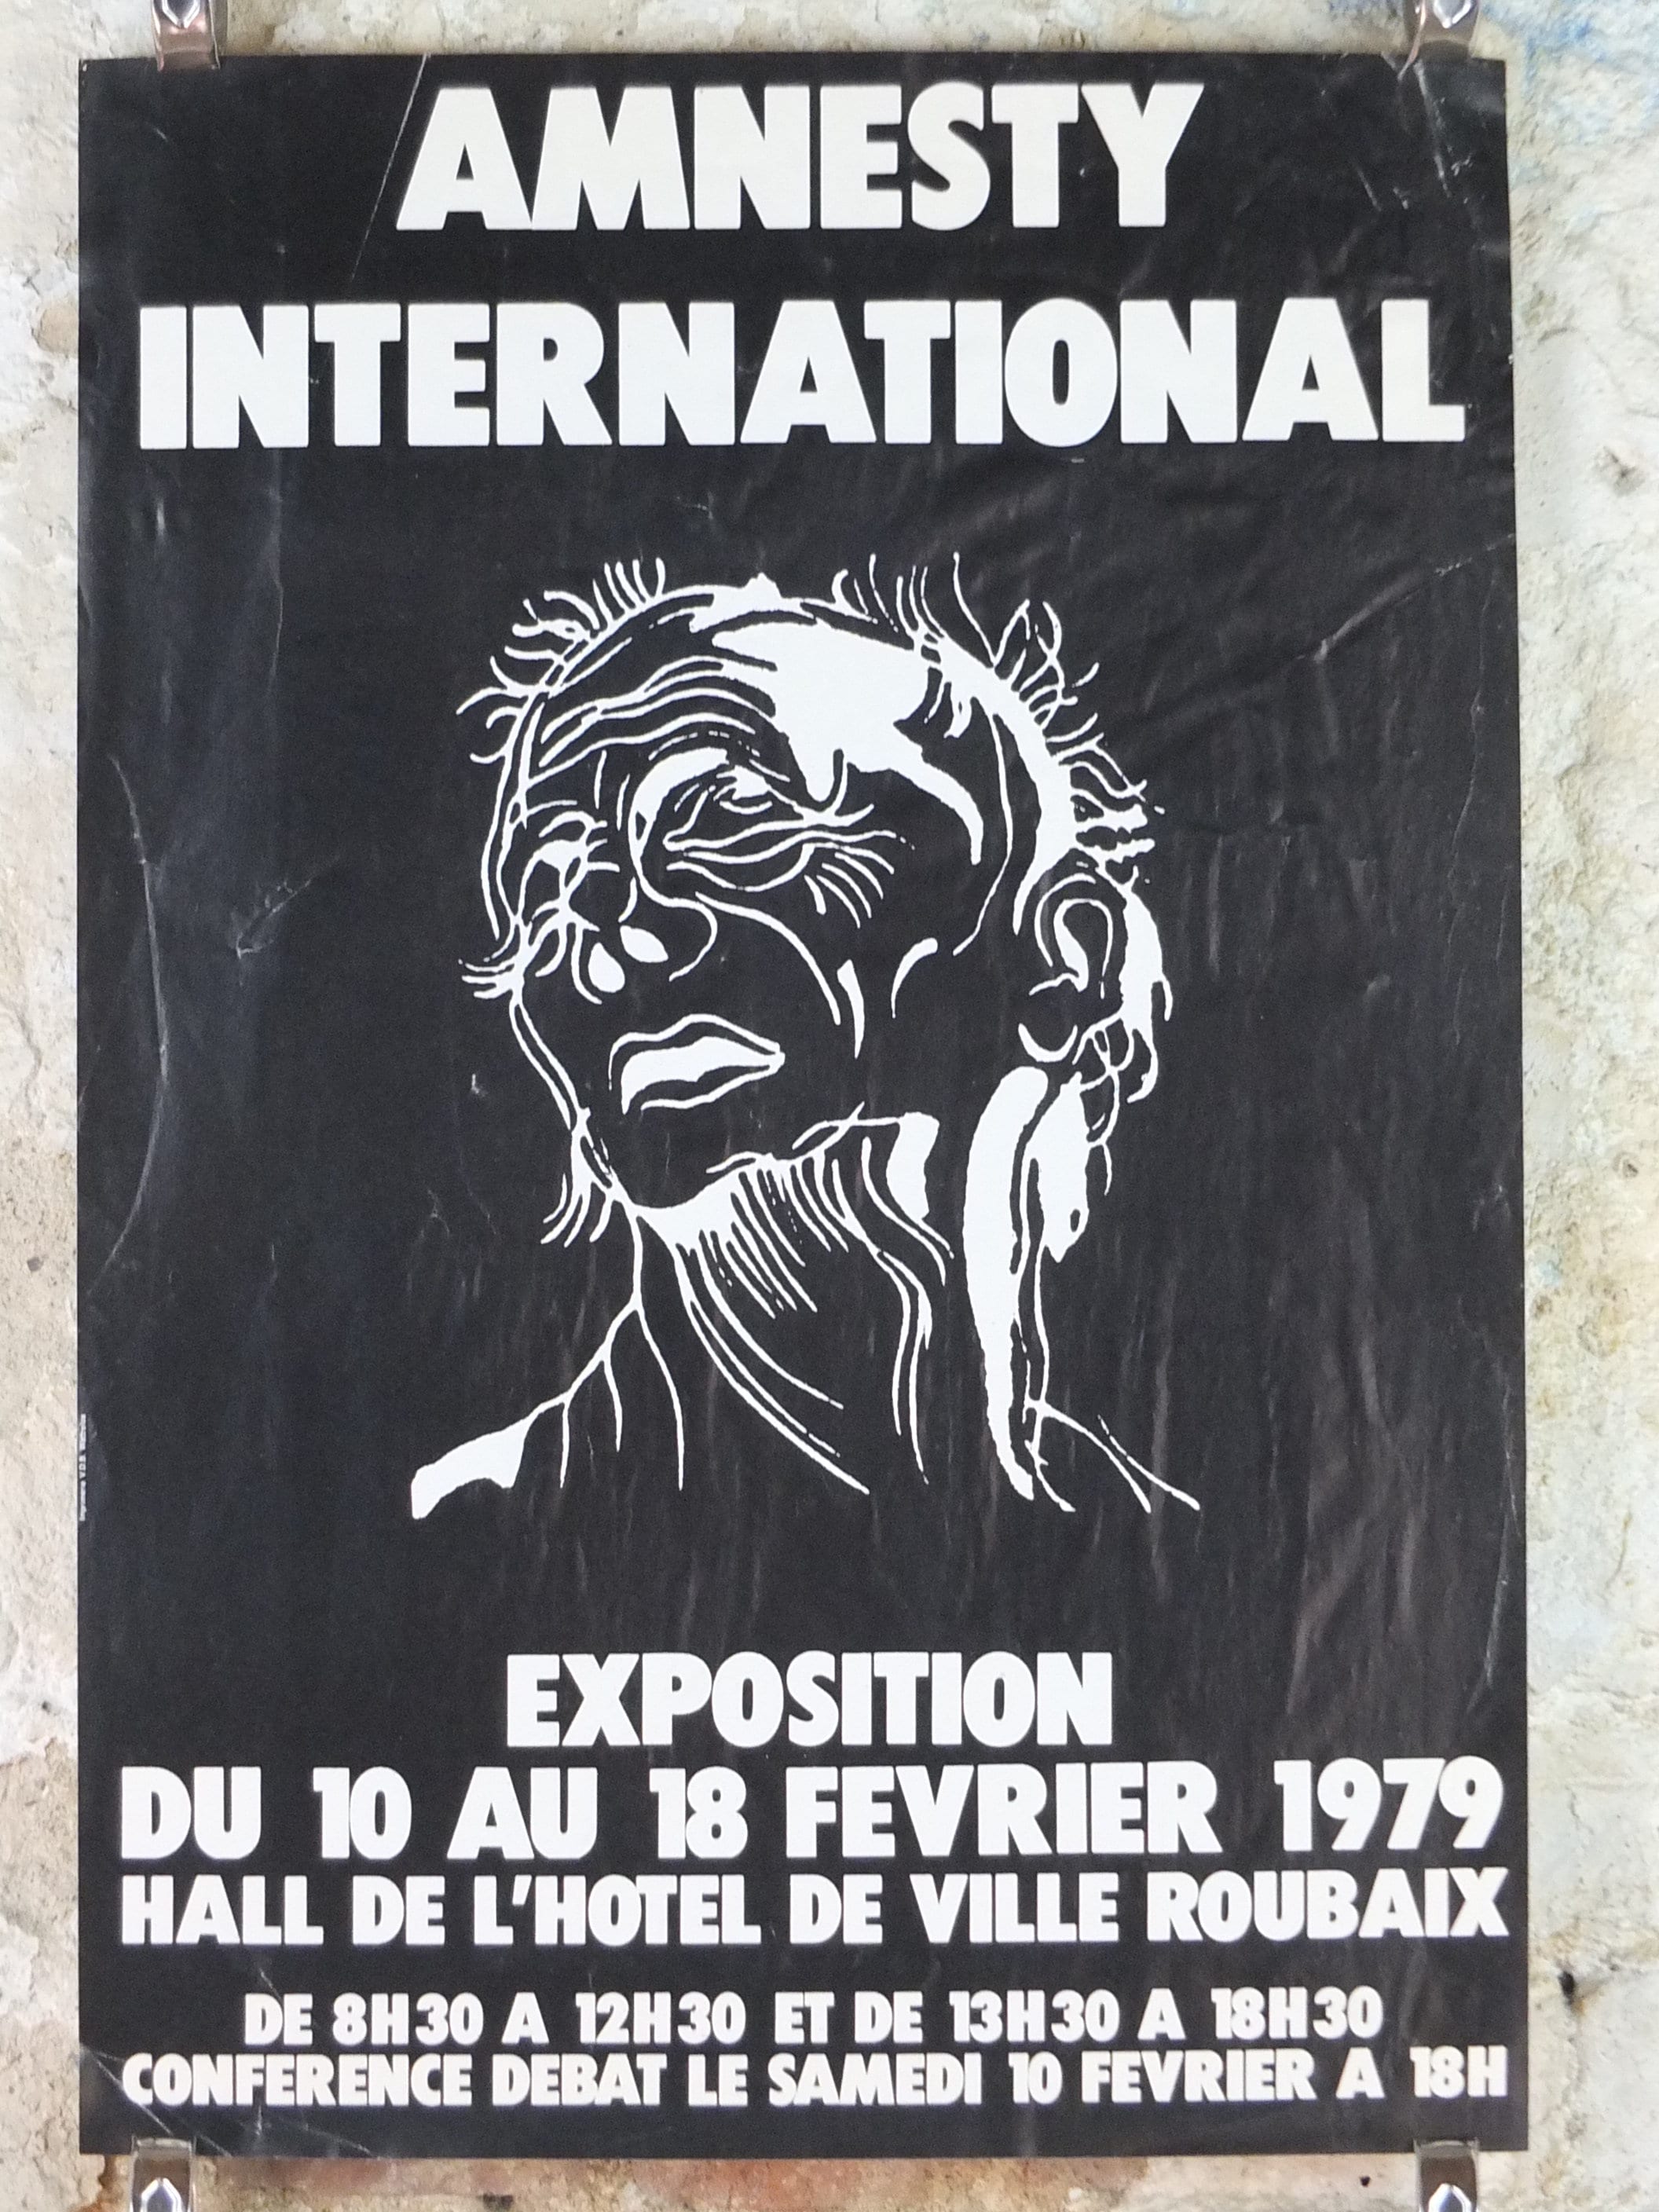 AMNESTY
INTERNATIONAL
EXPOSITION
DU 10 AU 18 FEVRIER 1979
HALL DE L'HOTEL DE VILLE ROUBAIX
DE 8H30 A 12H30 ET DE 13H30 A 18H30
CONFERENCE DEBAT LE SAMEDI 10 FEVRIER A 18H